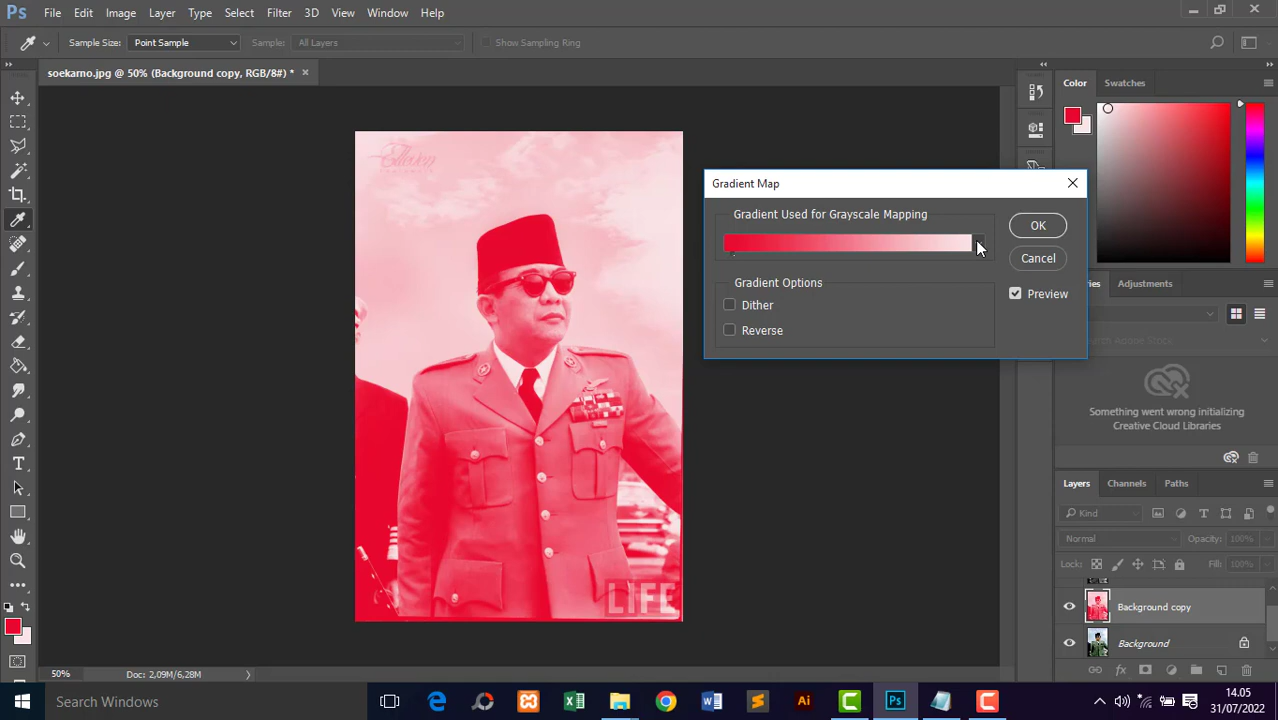 Ps File Edit Image Layer Type Select Filter 3D View Window Help
Sample Size: Point Sample Sample: All Layers Show Sampling Ring
soekarno.jpg @ 50% (Background copy, RGB/8#) *
Color Swatches
Gradient Map
Gradient Used for Grayscale Mapping
OK
Cancel
Preview
Gradient Options
Dither
Reverse
Adjustments
Something went wrong initializing
Creative Cloud Libraries
Layers Channels Paths
Kind
Normal Opacity: 100%
Lock: Fill: 100%
Background copy
Background
LIFE
50% Doc: 2,09M/6,28M
Search Windows
Ai Ps
14.05
31/07/2022